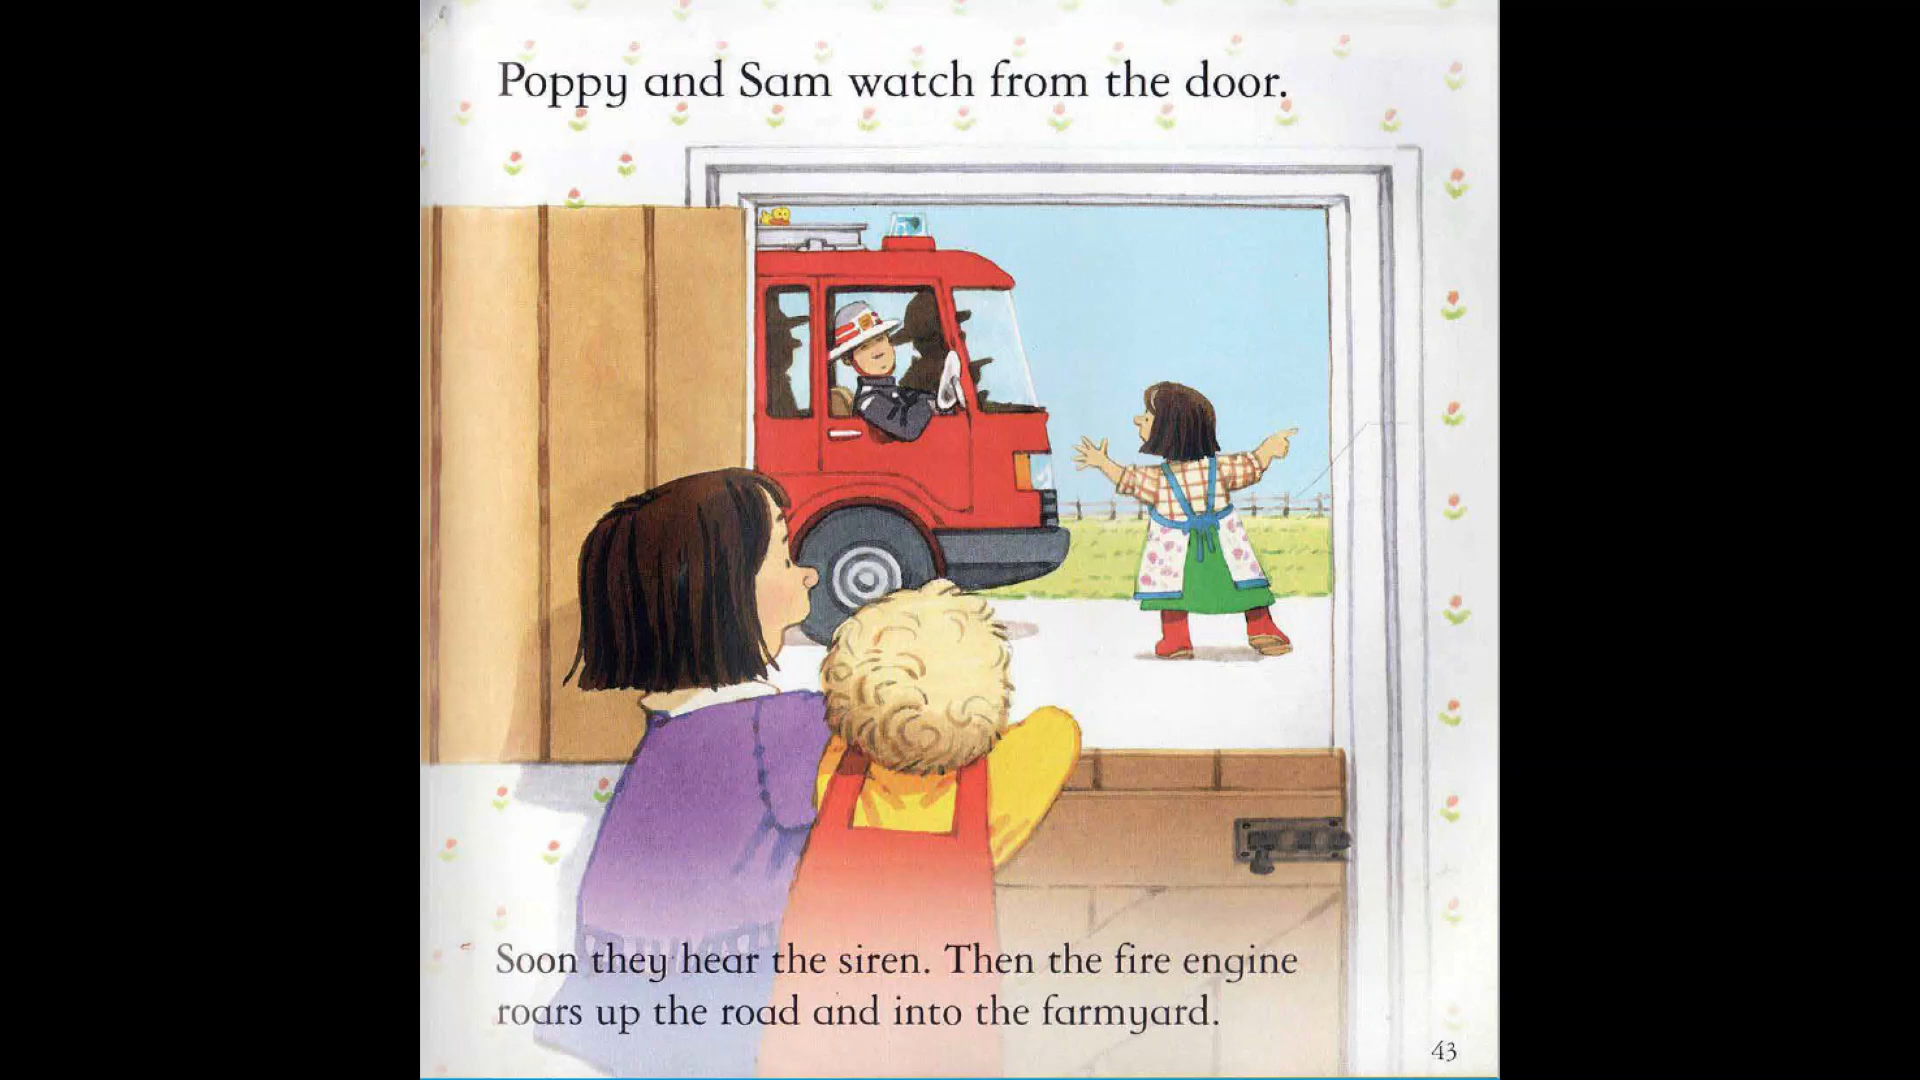 Poppy and Sam watch from the door.
Soon they hear the siren. Then the fire engine
roars up the road and into the farmyard.
43